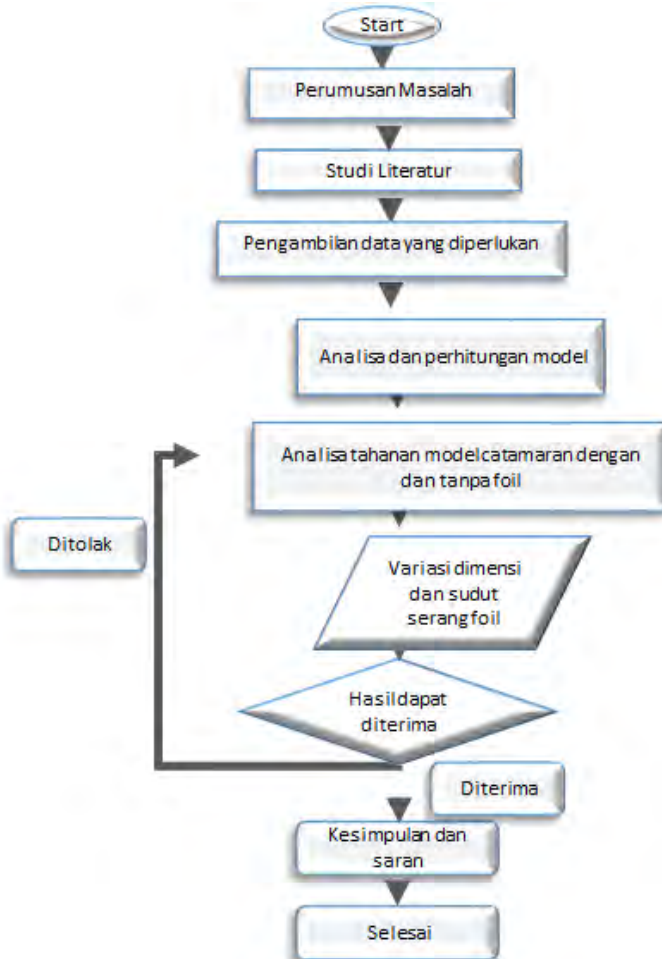 Start
Perumusan Masalah
Studi Literatur
Pengambilan data yang diperlukan
Analisa dan perhitungan model
Analisa tahanan model catamaran dengan
dan tanpa foil
Ditolak
Variasi dimensi
dan sudut
serang foil
Hasil dapat
diterima
Diterima
Kesimpulan dan
saran
Selesai